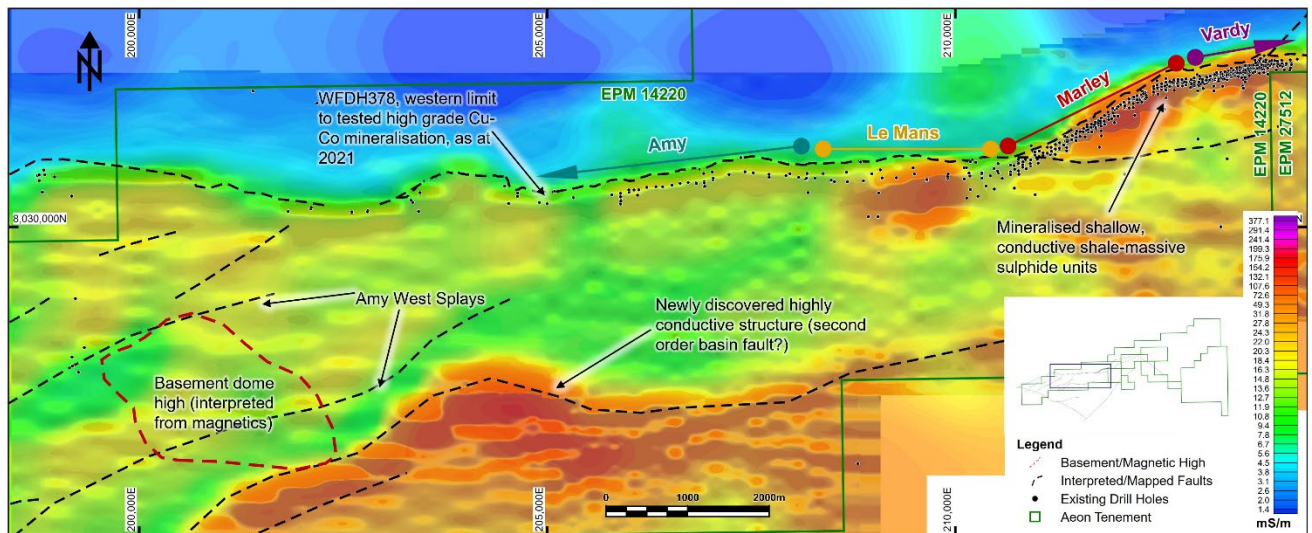 200,000E
205,000E
210,000E
Vardy
N
EPM 14220
Marley
.WFDH378, western limit
to tested high grade Cu-
Co mineralisation, as at
2021
Le Mans
Amy
EPM 14220
EPM 27512
8,030,000N
Mineralised shallow,
conductive shale-massive
sulphide units
Amy West Splays
Newly discovered highly
conductive structure (second
order basin fault?)
Basement dome
high (interpreted
from magnetics)
377.1
291.4
241.4
199.3
175.9
154.2
132.1
107.6
72.6
49.3
31.8
27.8
24.3
22.0
20.3
18.4
16.3
14.8
13.6
11.9
10.8
9.4
7.8
6.7
5.6
4.5
3.8
3.1
2.6
2.0
1.4
mS/m
Legend
Basement/Magnetic High
Interpreted/Mapped Faults
Existing Drill Holes
Aeon Tenement
200,000E
205,000E
210,000E
0
1000
2000m